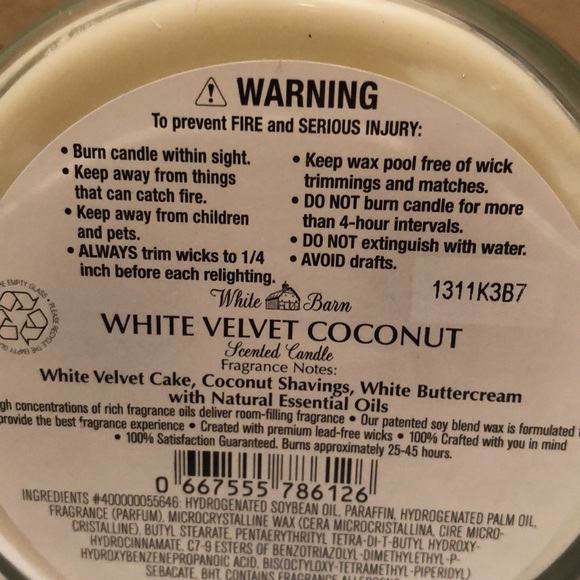 WARNING
To prevent FIRE and SERIOUS INJURY:
• Burn candle within sight.
• Keep away from things
that can catch fire.
• Keep away from children
and pets.
• ALWAYS trim wicks to 1/4
inch before each relighting.
• Keep wax pool free of wick
trimmings and matches.
• DO NOT burn candle for more
than 4-hour intervals.
• DO NOT extinguish with water.
• AVOID drafts.
1311K3B7
White Barn
WHITE VELVET COCONUT
Scented Candle
Fragrance Notes:
White Velvet Cake, Coconut Shavings, White Buttercream
with Natural Essential Oils
concentrations of rich fragrance oils deliver room-filling fragrance • Our patented soy blend wax is formulated
provide the best fragrance experience • Created with premium lead-free wicks • 100% Crafted with you in mind
• 100% Satisfaction Guaranteed. Burns approximately 25-45 hours.
0 667555 786126
INGREDIENTS #400000055646: HYDROGENATED SOYBEAN OIL, PARAFFIN, HYDROGENATED PALM OIL,
FRAGRANCE (PARFUM), MICROCRYSTALLINE WAX (CERA MICROCRISTALLINA, CIRE MICRO-
CRISTALLINE), BUTYL STEARATE, PENTAERYTHRITYL TETRA-DI-T-BUTYL HYDROXY-
HYDROCINNAMATE, C7-9 ESTERS OF BENZOTRIAZOLYL-DIMETHYLETHYL-P-
HYDROXYBENZENEPROPANOIC ACID, BISOCTYLOXY-TETRAMETHYL-PIPERIDYL)
SEBACATE, BHT. CONTAINS FRAGRANCE